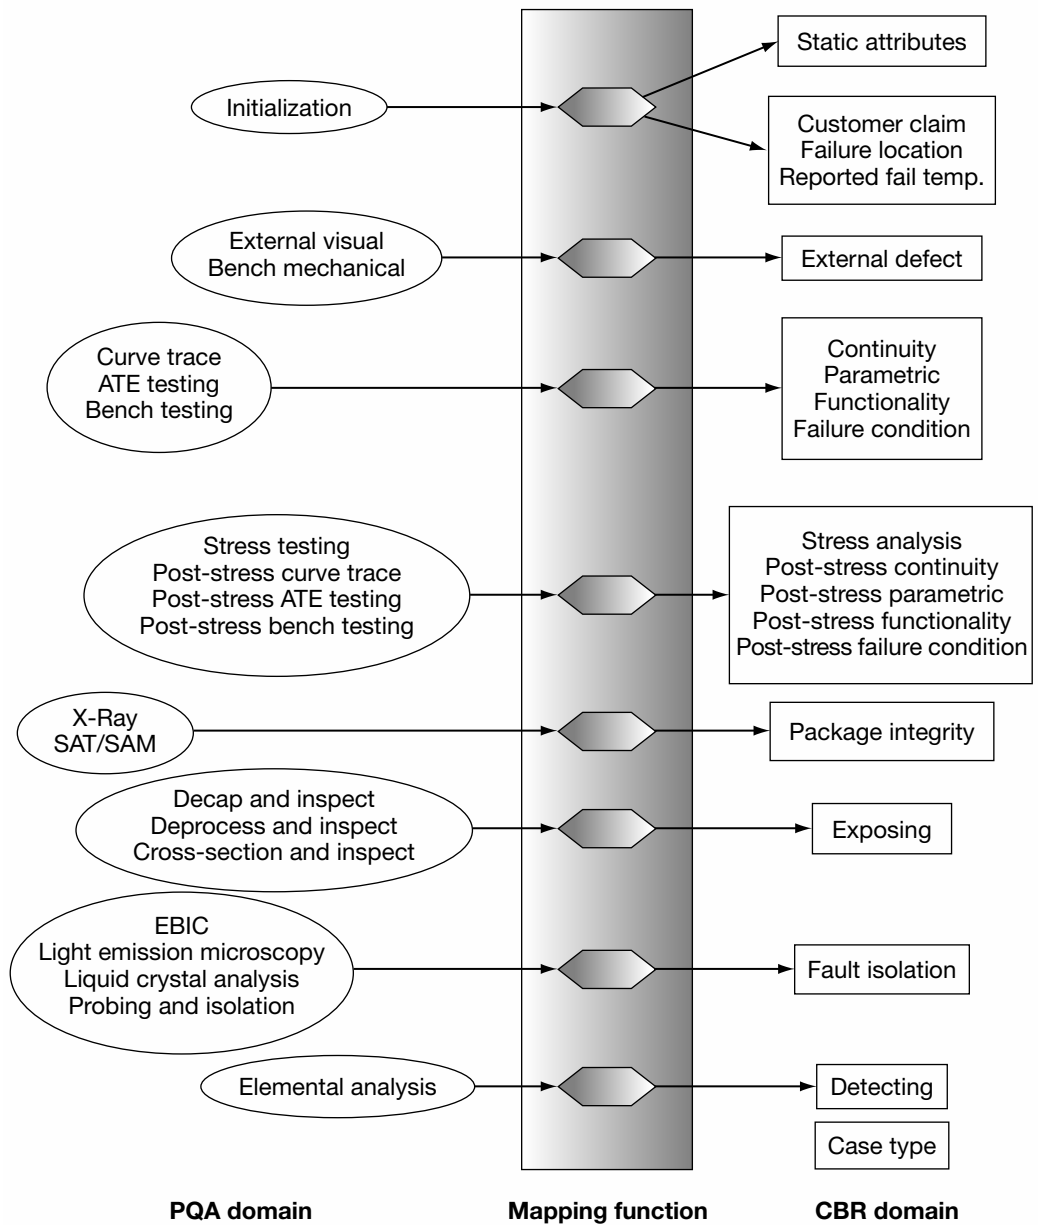 Static attributes
Initialization
Customer claim
Failure location
Reported fail temp.
External visual
Bench mechanical
External defect
Curve trace
ATE testing
Bench testing
Continuity
Parametric
Functionality
Failure condition
Stress testing
Post-stress curve trace
Post-stress ATE testing
Post-stress bench testing
Stress analysis
Post-stress continuity
Post-stress parametric
Post-stress functionality
Post-stress failure condition
X-Ray
SAT/SAM
Package integrity
Decap and inspect
Deprocess and inspect
Cross-section and inspect
Exposing
EBIC
Light emission microscopy
Liquid crystal analysis
Probing and isolation
Fault isolation
Elemental analysis
Detecting
Case type
PQA domain
Mapping function
CBR domain